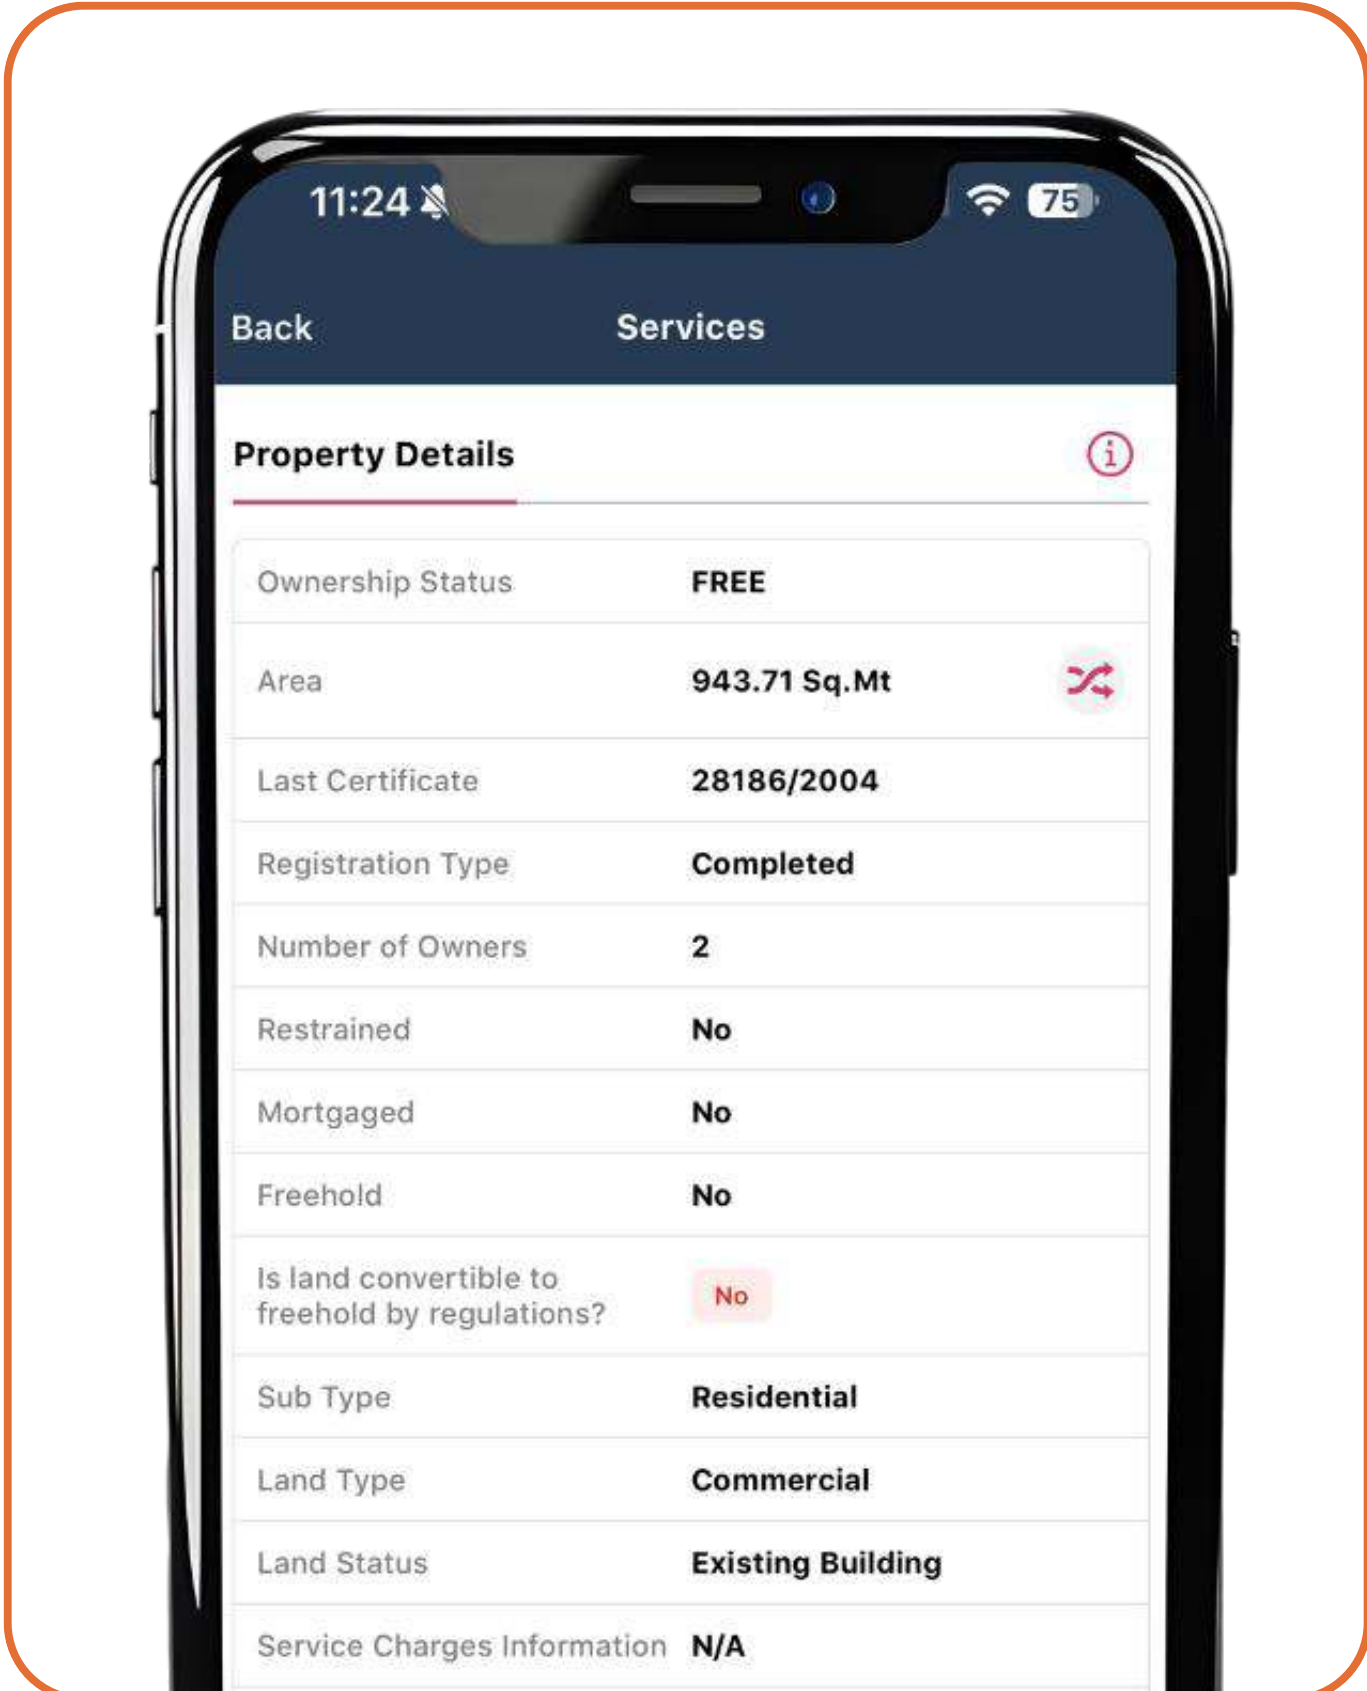 11:24
75
Back
Services
Property Details
Ownership Status FREE
Area 943.71 Sq.Mt
Last Certificate 28186/2004
Registration Type Completed
Number of Owners 2
Restrained No
Mortgaged No
Freehold No
Is land convertible to
freehold by regulations? No
Sub Type Residential
Land Type Commercial
Land Status Existing Building
Service Charges Information N/A